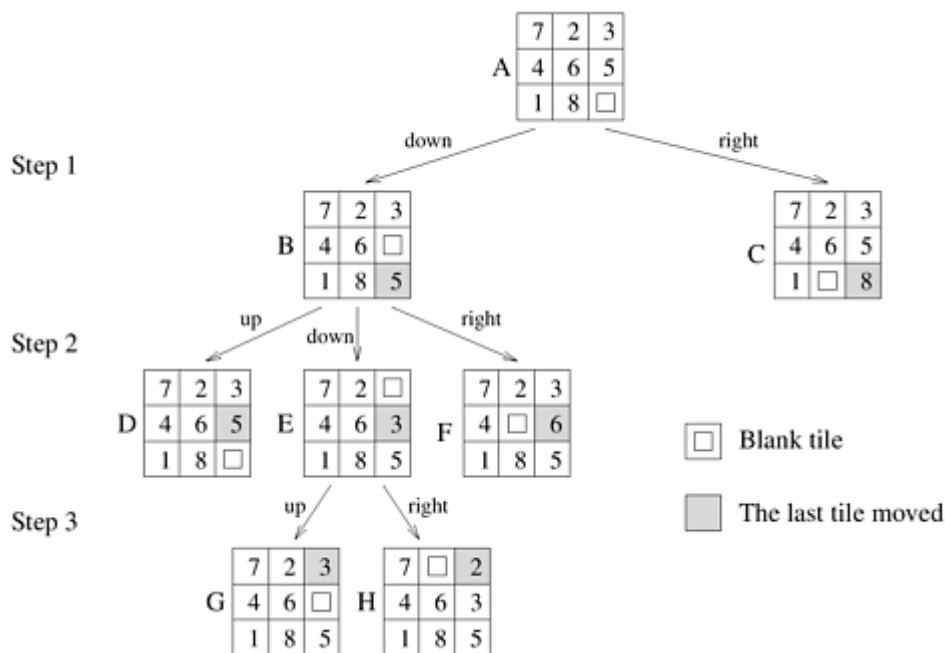 7 2 3
A 4 6 5
1 8
down right
Step 1
7 2 3 7 2 3
B 4 6 C 4 6 5
1 8 5 1 8
up down right
Step 2
7 2 3 7 2 7 2 3
D 4 6 5 E 4 6 3 F 4 6
1 8 1 8 5 1 8 5
Blank tile
up right
Step 3
The last tile moved
7 2 3 7 2
G 4 6 H 4 6 3
1 8 5 1 8 5